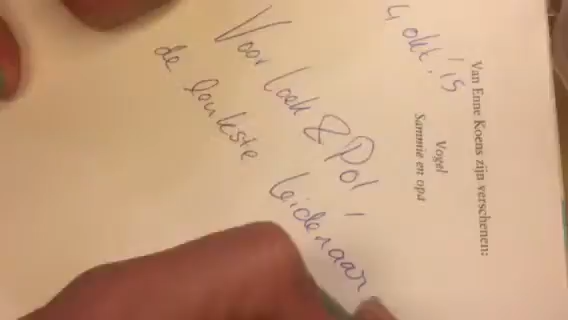 Van Enne Koens zijn verschenen:
Vogel
Sammie en opa
4 okt. '15
Voor Loek & Pol,
de leukste
Leidenaar